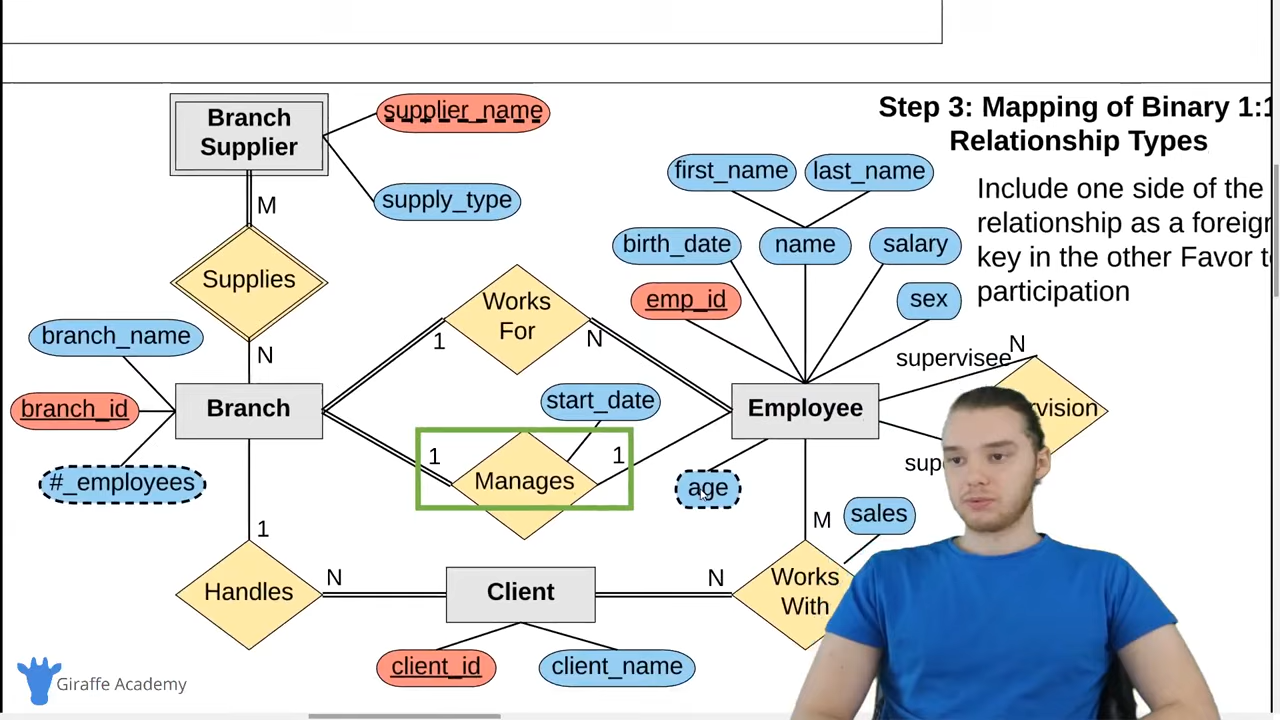 Branch
Supplier
supplier_name
supply_type
M
Supplies
N
branch_name
branch_id
#_employees
Branch
1
Works
For
N
start_date
1
Manages
1
first_name
last_name
birth_date
name
salary
emp_id
sex
Employee
age
supervisee
N
Step 3: Mapping of Binary 1:1
Relationship Types
Include one side of the
relationship as a foreign
key in the other Favor
participation
1
Handles
N
Client
N
Works
With
M
sales
client_id
client_name
Giraffe Academy